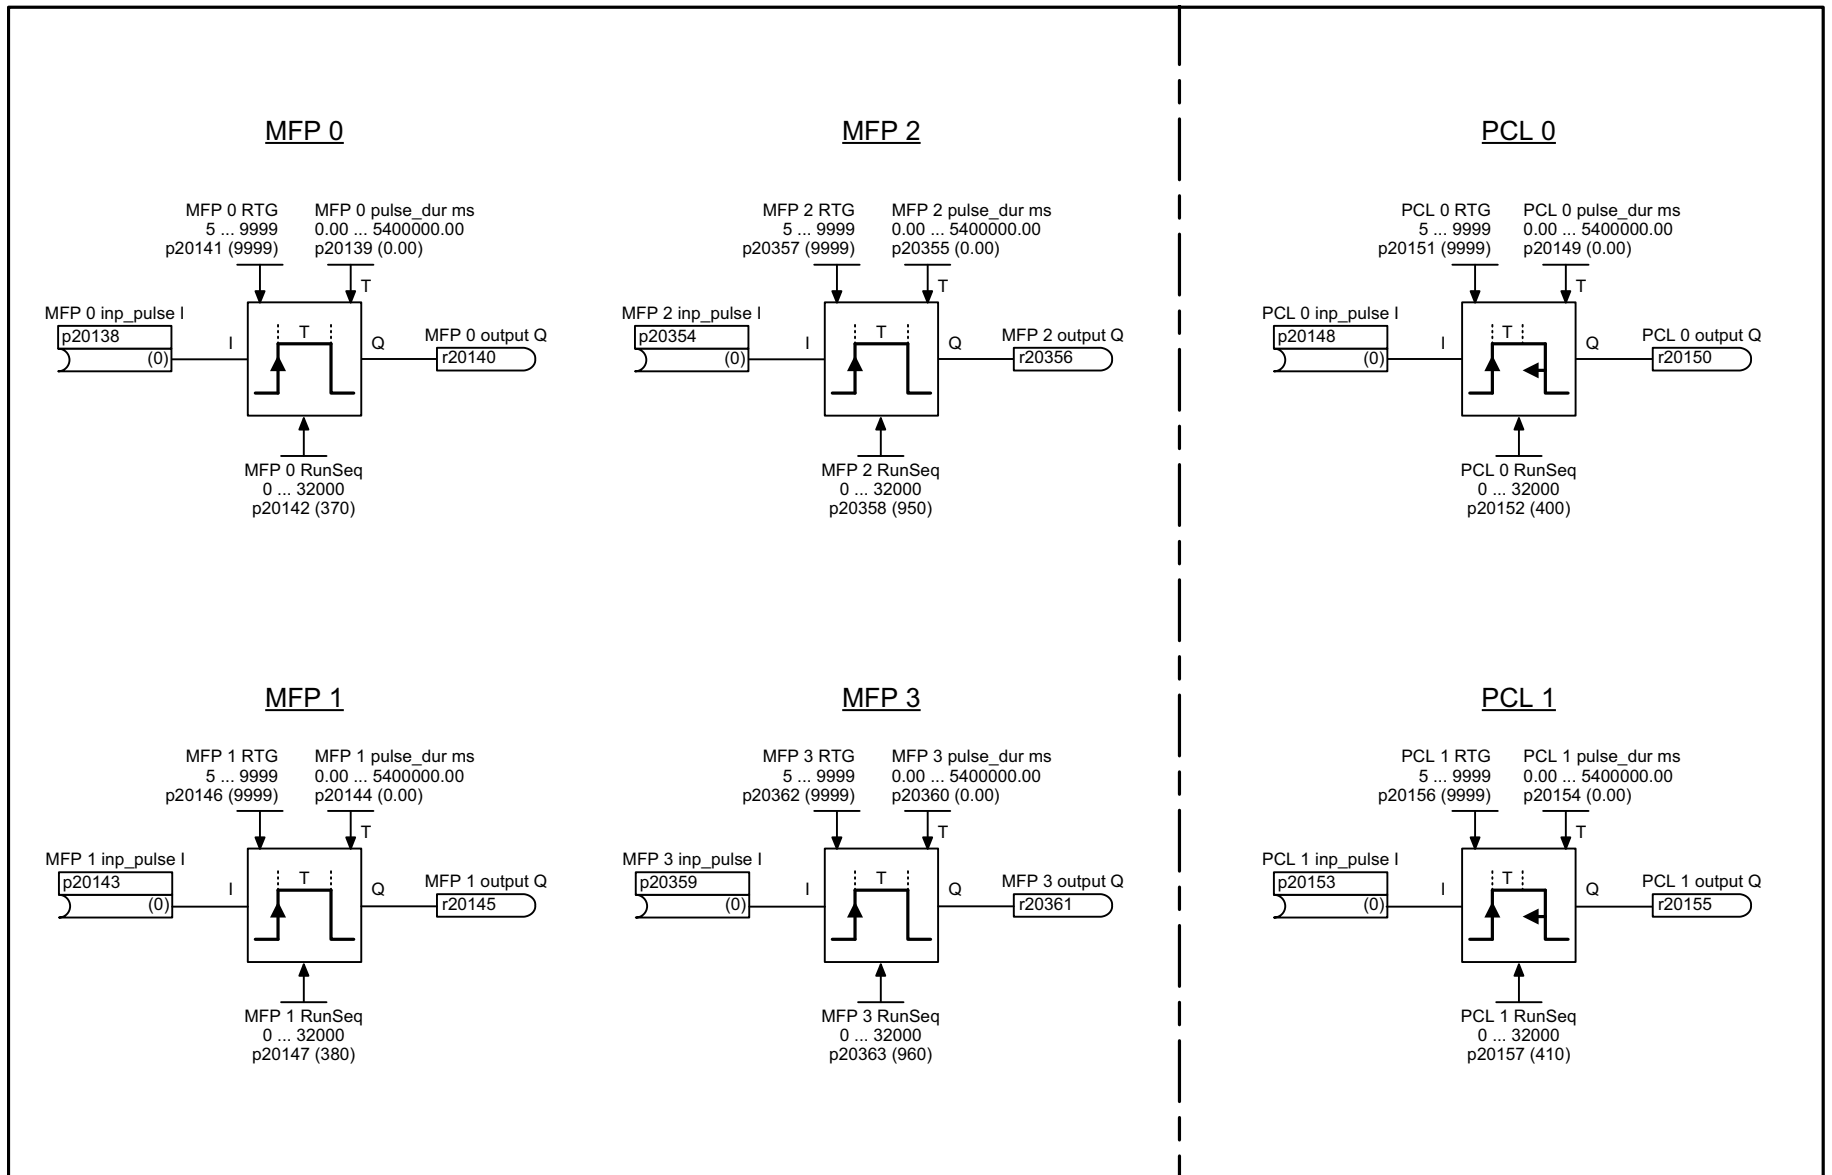 MFP 0
MFP 0 RTG
5 ... 9999
p20141 (9999)
MFP 0 pulse_dur ms
0.00 ... 5400000.00
p20139 (0.00)
T
MFP 0 inp_pulse I
p20138
(0)
I
T
Q
MFP 0 output Q
r20140
MFP 0 RunSeq
0 ... 32000
p20142 (370)
MFP 2
MFP 2 RTG
5 ... 9999
p20357 (9999)
MFP 2 pulse_dur ms
0.00 ... 5400000.00
p20355 (0.00)
T
MFP 2 inp_pulse I
p20354
(0)
I
T
Q
MFP 2 output Q
r20356
MFP 2 RunSeq
0 ... 32000
p20358 (950)
PCL 0
PCL 0 RTG
5 ... 9999
p20151 (9999)
PCL 0 pulse_dur ms
0.00 ... 5400000.00
p20149 (0.00)
T
PCL 0 inp_pulse I
p20148
(0)
I
T
Q
PCL 0 output Q
r20150
PCL 0 RunSeq
0 ... 32000
p20152 (400)
MFP 1
MFP 1 RTG
5 ... 9999
p20146 (9999)
MFP 1 pulse_dur ms
0.00 ... 5400000.00
p20144 (0.00)
T
MFP 1 inp_pulse I
p20143
(0)
I
T
Q
MFP 1 output Q
r20145
MFP 1 RunSeq
0 ... 32000
p20147 (380)
MFP 3
MFP 3 RTG
5 ... 9999
p20362 (9999)
MFP 3 pulse_dur ms
0.00 ... 5400000.00
p20360 (0.00)
T
MFP 3 inp_pulse I
p20359
(0)
I
T
Q
MFP 3 output Q
r20361
MFP 3 RunSeq
0 ... 32000
p20363 (960)
PCL 1
PCL 1 RTG
5 ... 9999
p20156 (9999)
PCL 1 pulse_dur ms
0.00 ... 5400000.00
p20154 (0.00)
T
PCL 1 inp_pulse I
p20153
(0)
I
T
Q
PCL 1 output Q
r20155
PCL 1 RunSeq
0 ... 32000
p20157 (410)